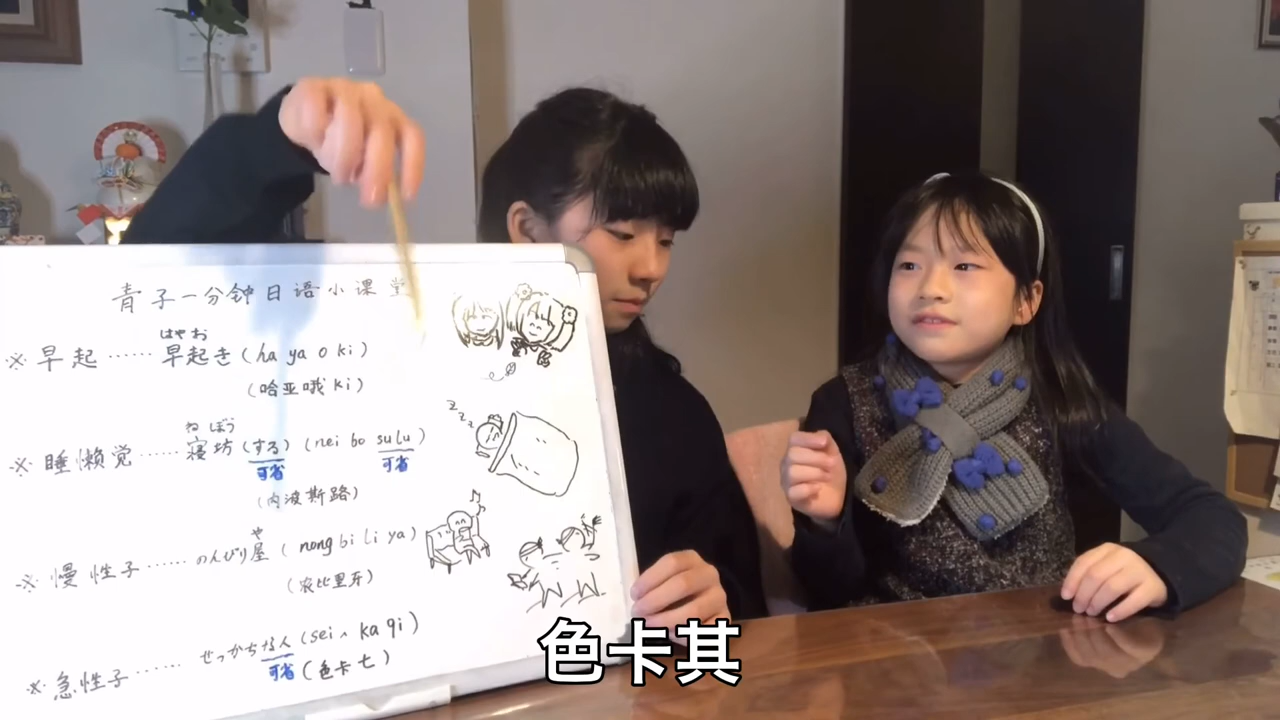 青子一分钟日语小课堂
はやお
※早起……早起き(ha ya o ki)
(哈亚哦ki)
ねぼう
※睡懒觉……寝坊(する)(nei bo su lu)
可省 可省
(内波斯路)
zzz
や
※慢性子……のんびり屋(nong bi li ya)
(农比里芽)
※急性子……せっかちな人(sei ^ ka qi)
可省(色卡七)
色卡其